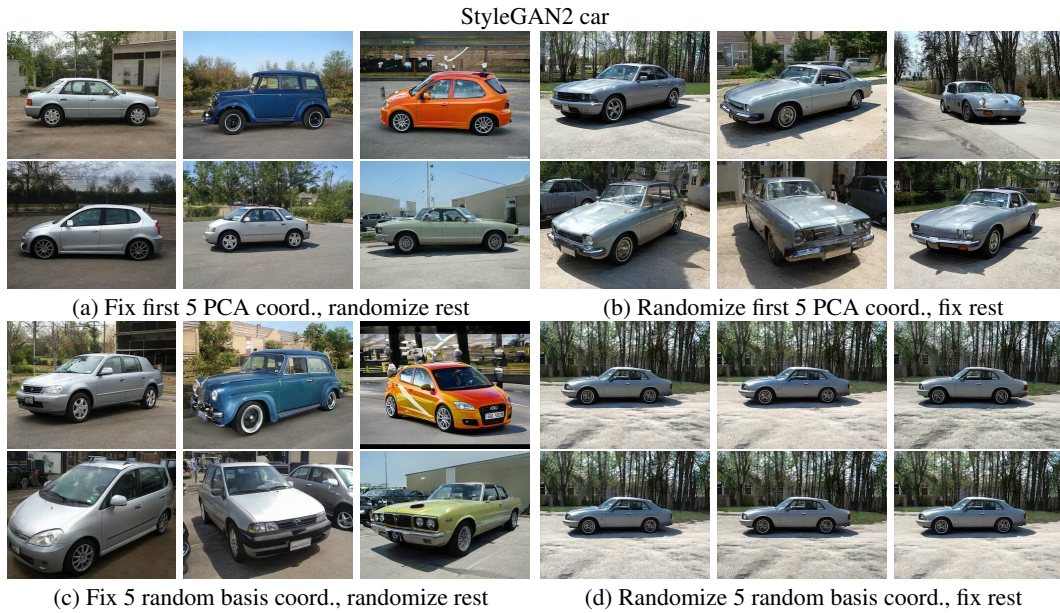 StyleGAN2 car
(a) Fix first 5 PCA coord., randomize rest
(b) Randomize first 5 PCA coord., fix rest
(c) Fix 5 random basis coord., randomize rest
(d) Randomize 5 random basis coord., fix rest